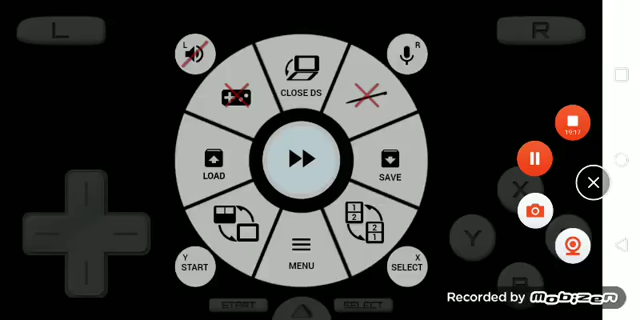 L
R
L
R
CLOSE DS
19:17
LOAD
SAVE
X
1
2
2
1
Y
Y
START
MENU
X
SELECT
B
START
SELECT
Recorded by mobizen